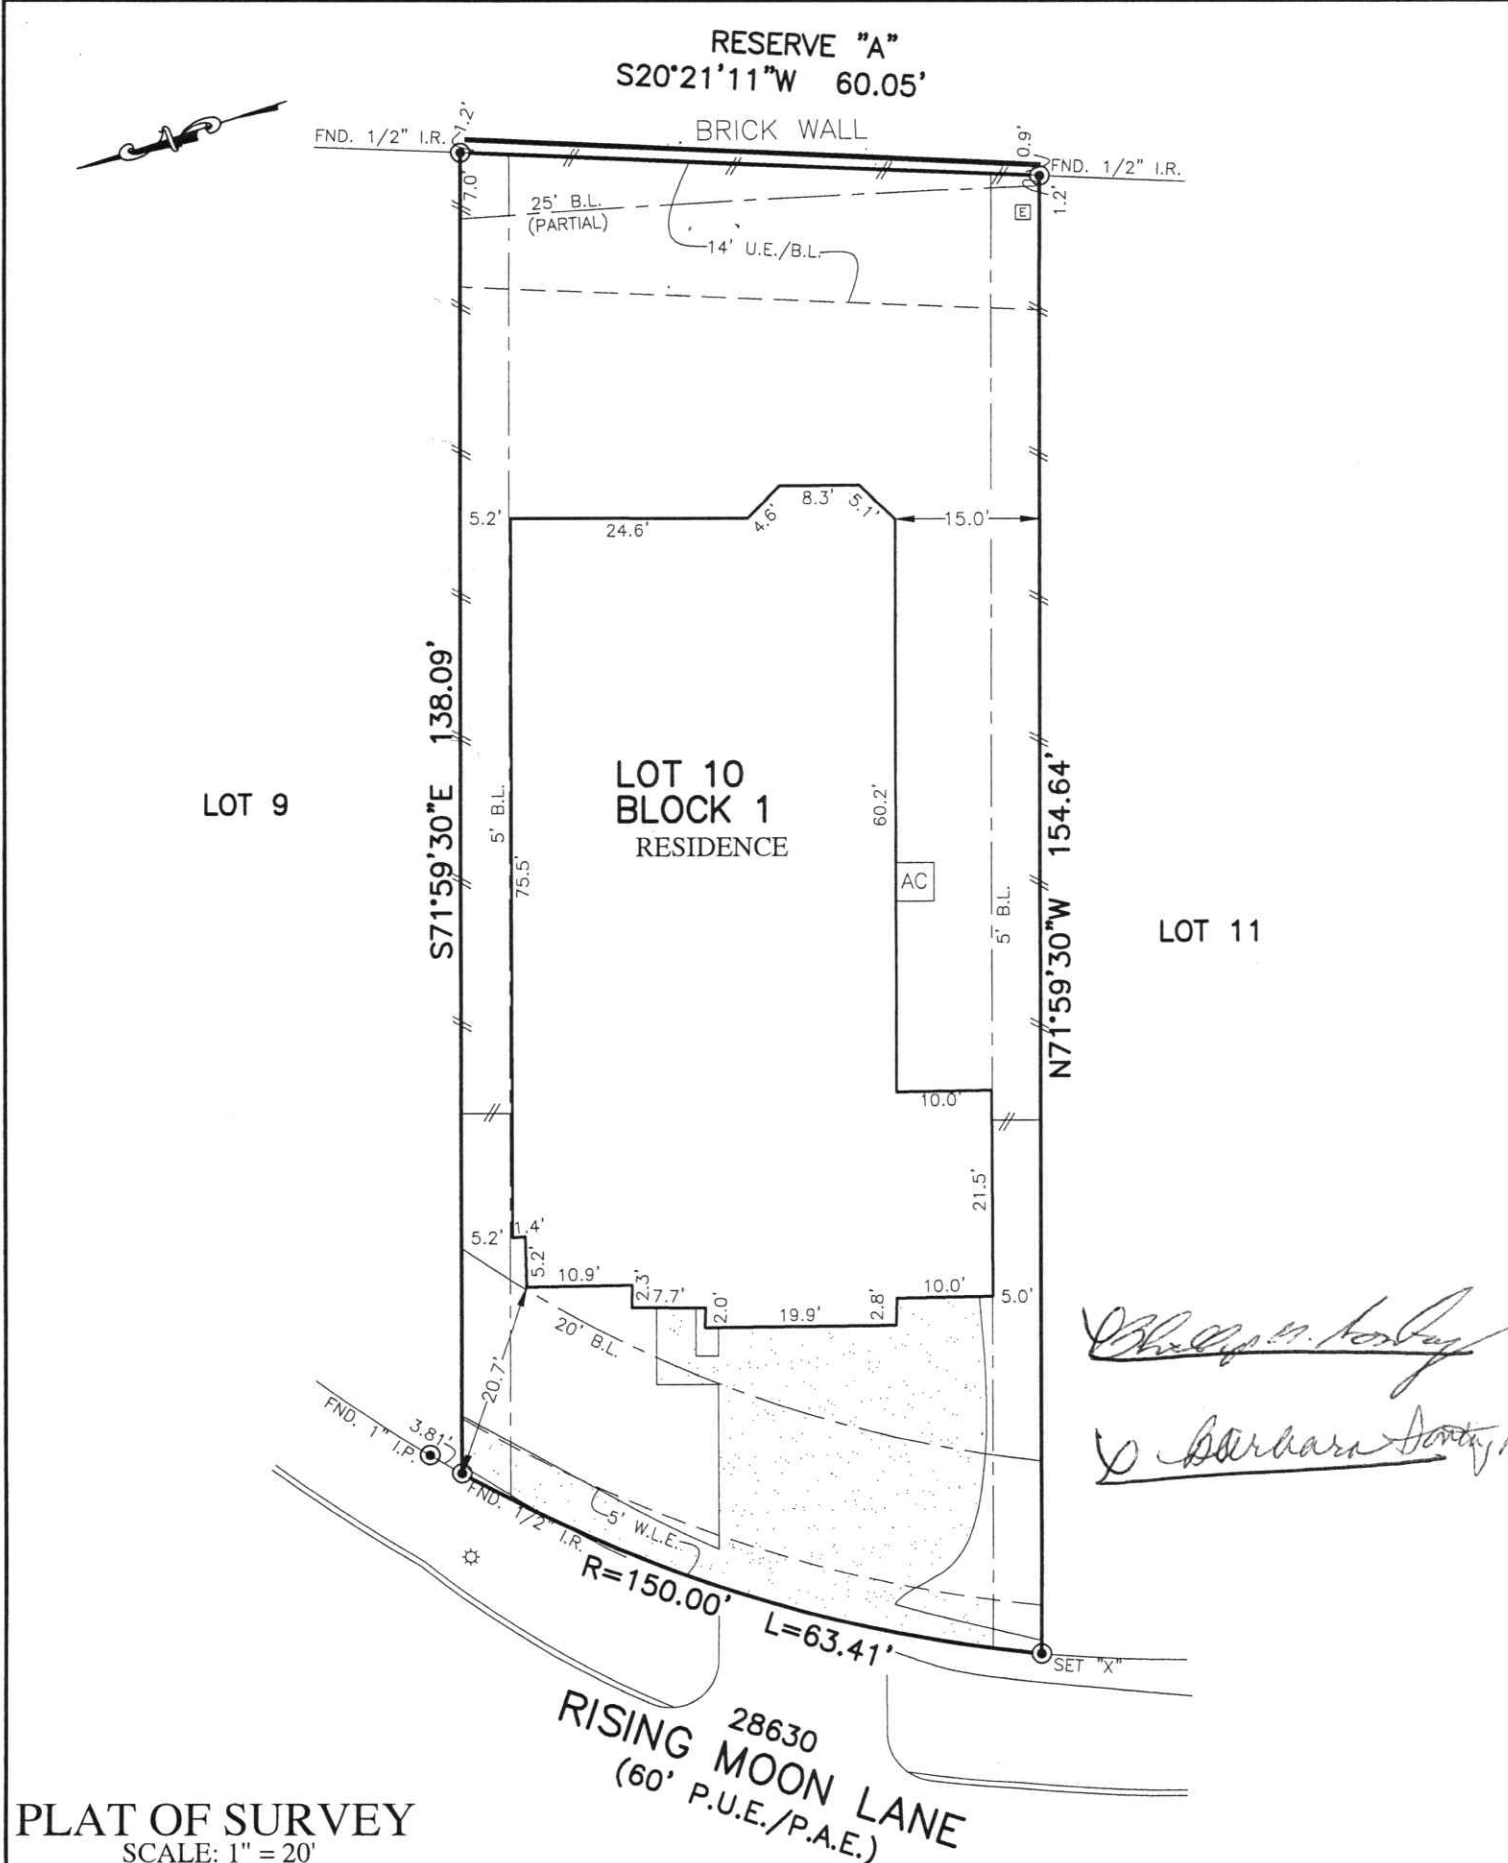 RESERVE "A"
S20°21'11"W 60.05'
BRICK WALL
FND. 1/2" I.R.
1.2'
0.9'
FND. 1/2" I.R.
7.0'
1.2'
25' B.L.
(PARTIAL)
E
14' U.E./B.L.
8.3'
5.1'
4.6'
5.2'
24.6'
15.0'
S71°59'30"E 138.09'
5' B.L.
75.5'
LOT 10
BLOCK 1
RESIDENCE
60.2'
AC
LOT 9
5' B.L.
N71°59'30"W 154.64'
LOT 11
10.0'
21.5'
5.2'
1.4'
5.2'
10.9'
2.3'
7.7'
2.0'
19.9'
2.8'
10.0'
5.0'
20' B.L.
20.7'
FND. 1" I.P.
3.81'
FND. 1/2" I.R.
5' W.L.E.
Barbara
R=150.00' L=63.41'
SET "X"
28630
RISING MOON LANE
(60' P.U.E./P.A.E.)
PLAT OF SURVEY
SCALE: 1" = 20'